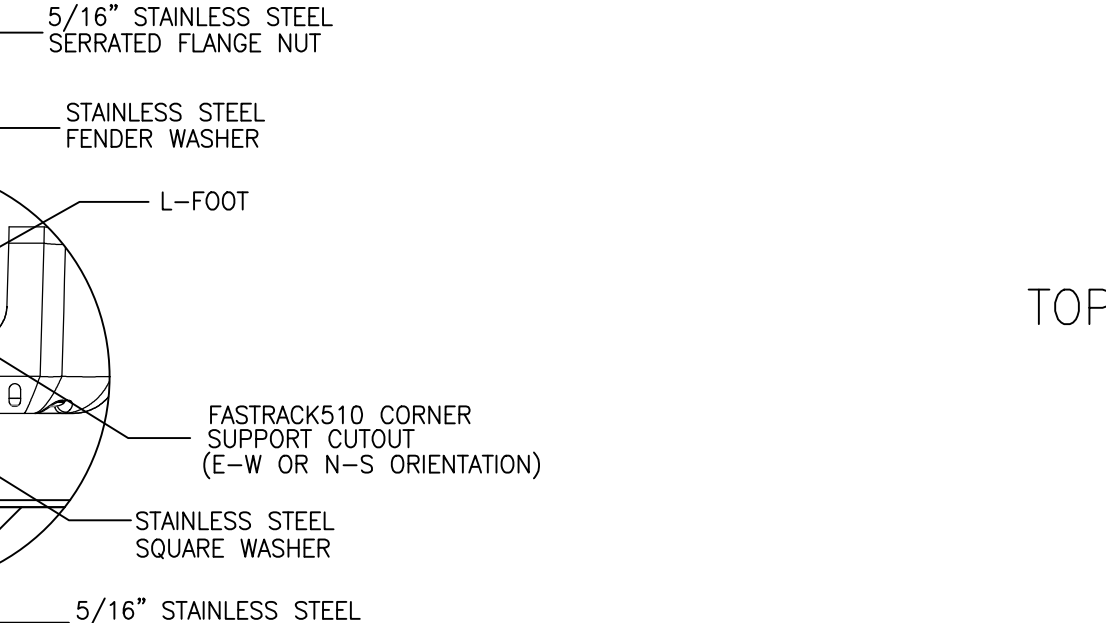 5/16” STAINLESS STEEL
SERRATED FLANGE NUT
STAINLESS STEEL
FENDER WASHER
L-FOOT
TOP
FASTRACK510 CORNER
SUPPORT CUTOUT
(E-W OR N-S ORIENTATION)
STAINLESS STEEL
SQUARE WASHER
5/16” STAINLESS STEEL